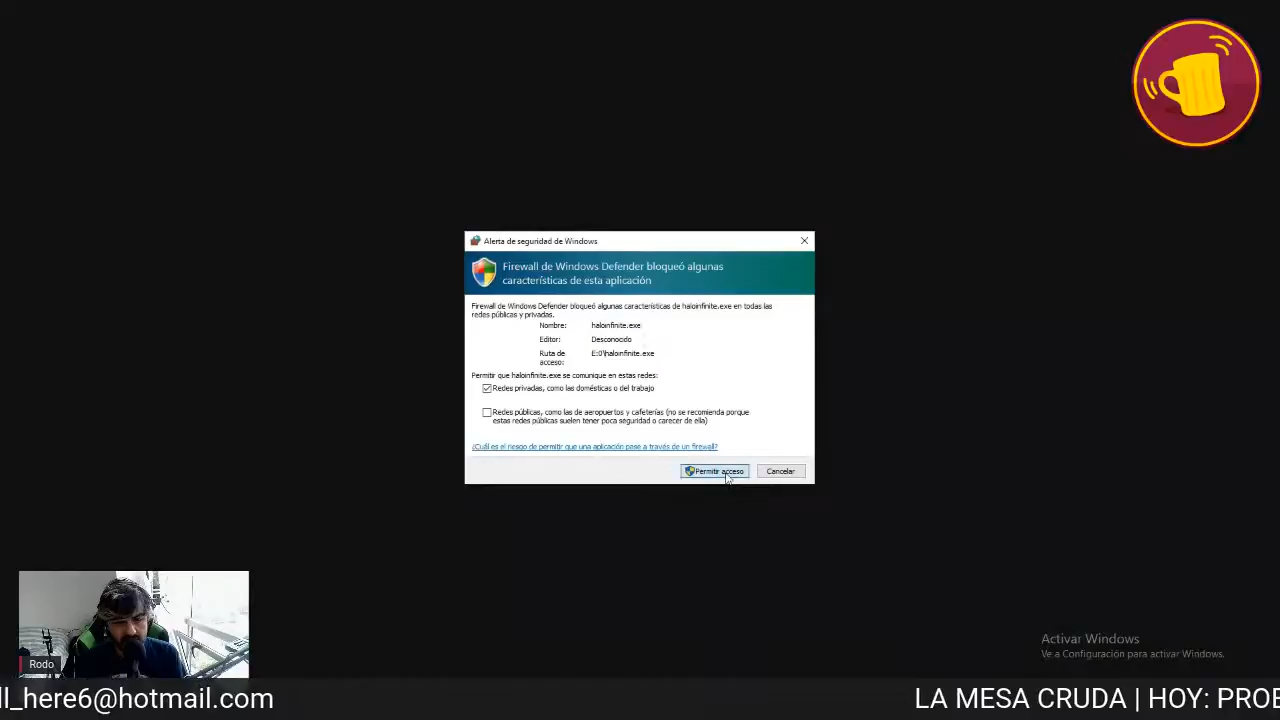 Alerta de seguridad de Windows
Firewall de Windows Defender bloqueó algunas
características de esta aplicación
Firewall de Windows Defender bloqueó algunas características de haloinfinite.exe en todas las
redes públicas y privadas.
Nombre: haloinfinite.exe
Editor: Desconocido
Ruta de E:0\haloinfinite.exe
acceso:
Permitir que haloinfinite.exe se comunique en estas redes:
Redes privadas, como las domésticas o del trabajo
Redes públicas, como las de aeropuertos y cafeterías (no se recomienda porque
estas redes públicas suelen tener poca seguridad o carecer de ella)
¿Cuál es el riesgo de permitir que una aplicación pase a través de un firewall?
Permitir acceso Cancelar
Activar Windows
Ve a Configuración para activar Windows.
Rodo
ll_here6@hotmail.com LA MESA CRUDA | HOY: PROB